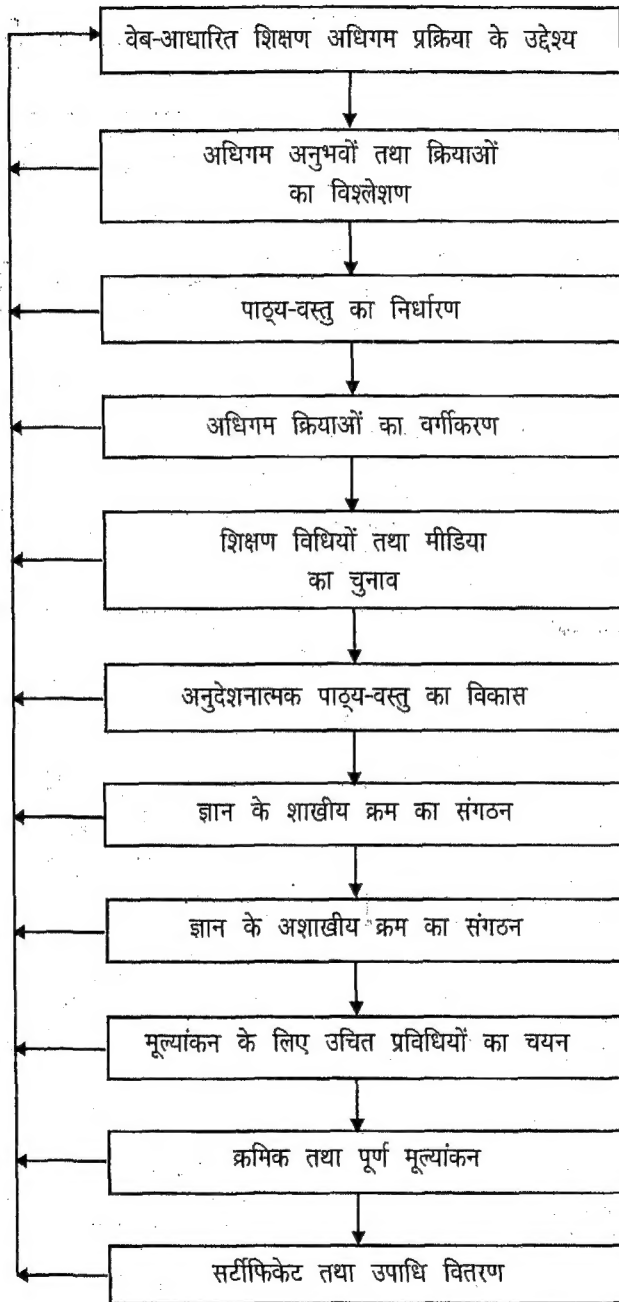 वेब-आधारित शिक्षण अधिगम प्रक्रिया के उद्देश्य
अधिगम अनुभवों तथा क्रियाओं
का विश्लेशण
पाठ्य-वस्तु का निर्धारण
अधिगम क्रियाओं का वर्गीकरण
शिक्षण विधियों तथा मीडिया
का चुनाव
अनुदेशनात्मक पाठ्य-वस्तु का विकास
ज्ञान के शाखीय क्रम का संगठन
ज्ञान के अशाखीय क्रम का संगठन
मूल्यांकन के लिए उचित प्रविधियों का चयन
क्रमिक तथा पूर्ण मूल्यांकन
सर्टीफिकेट तथा उपाधि वितरण